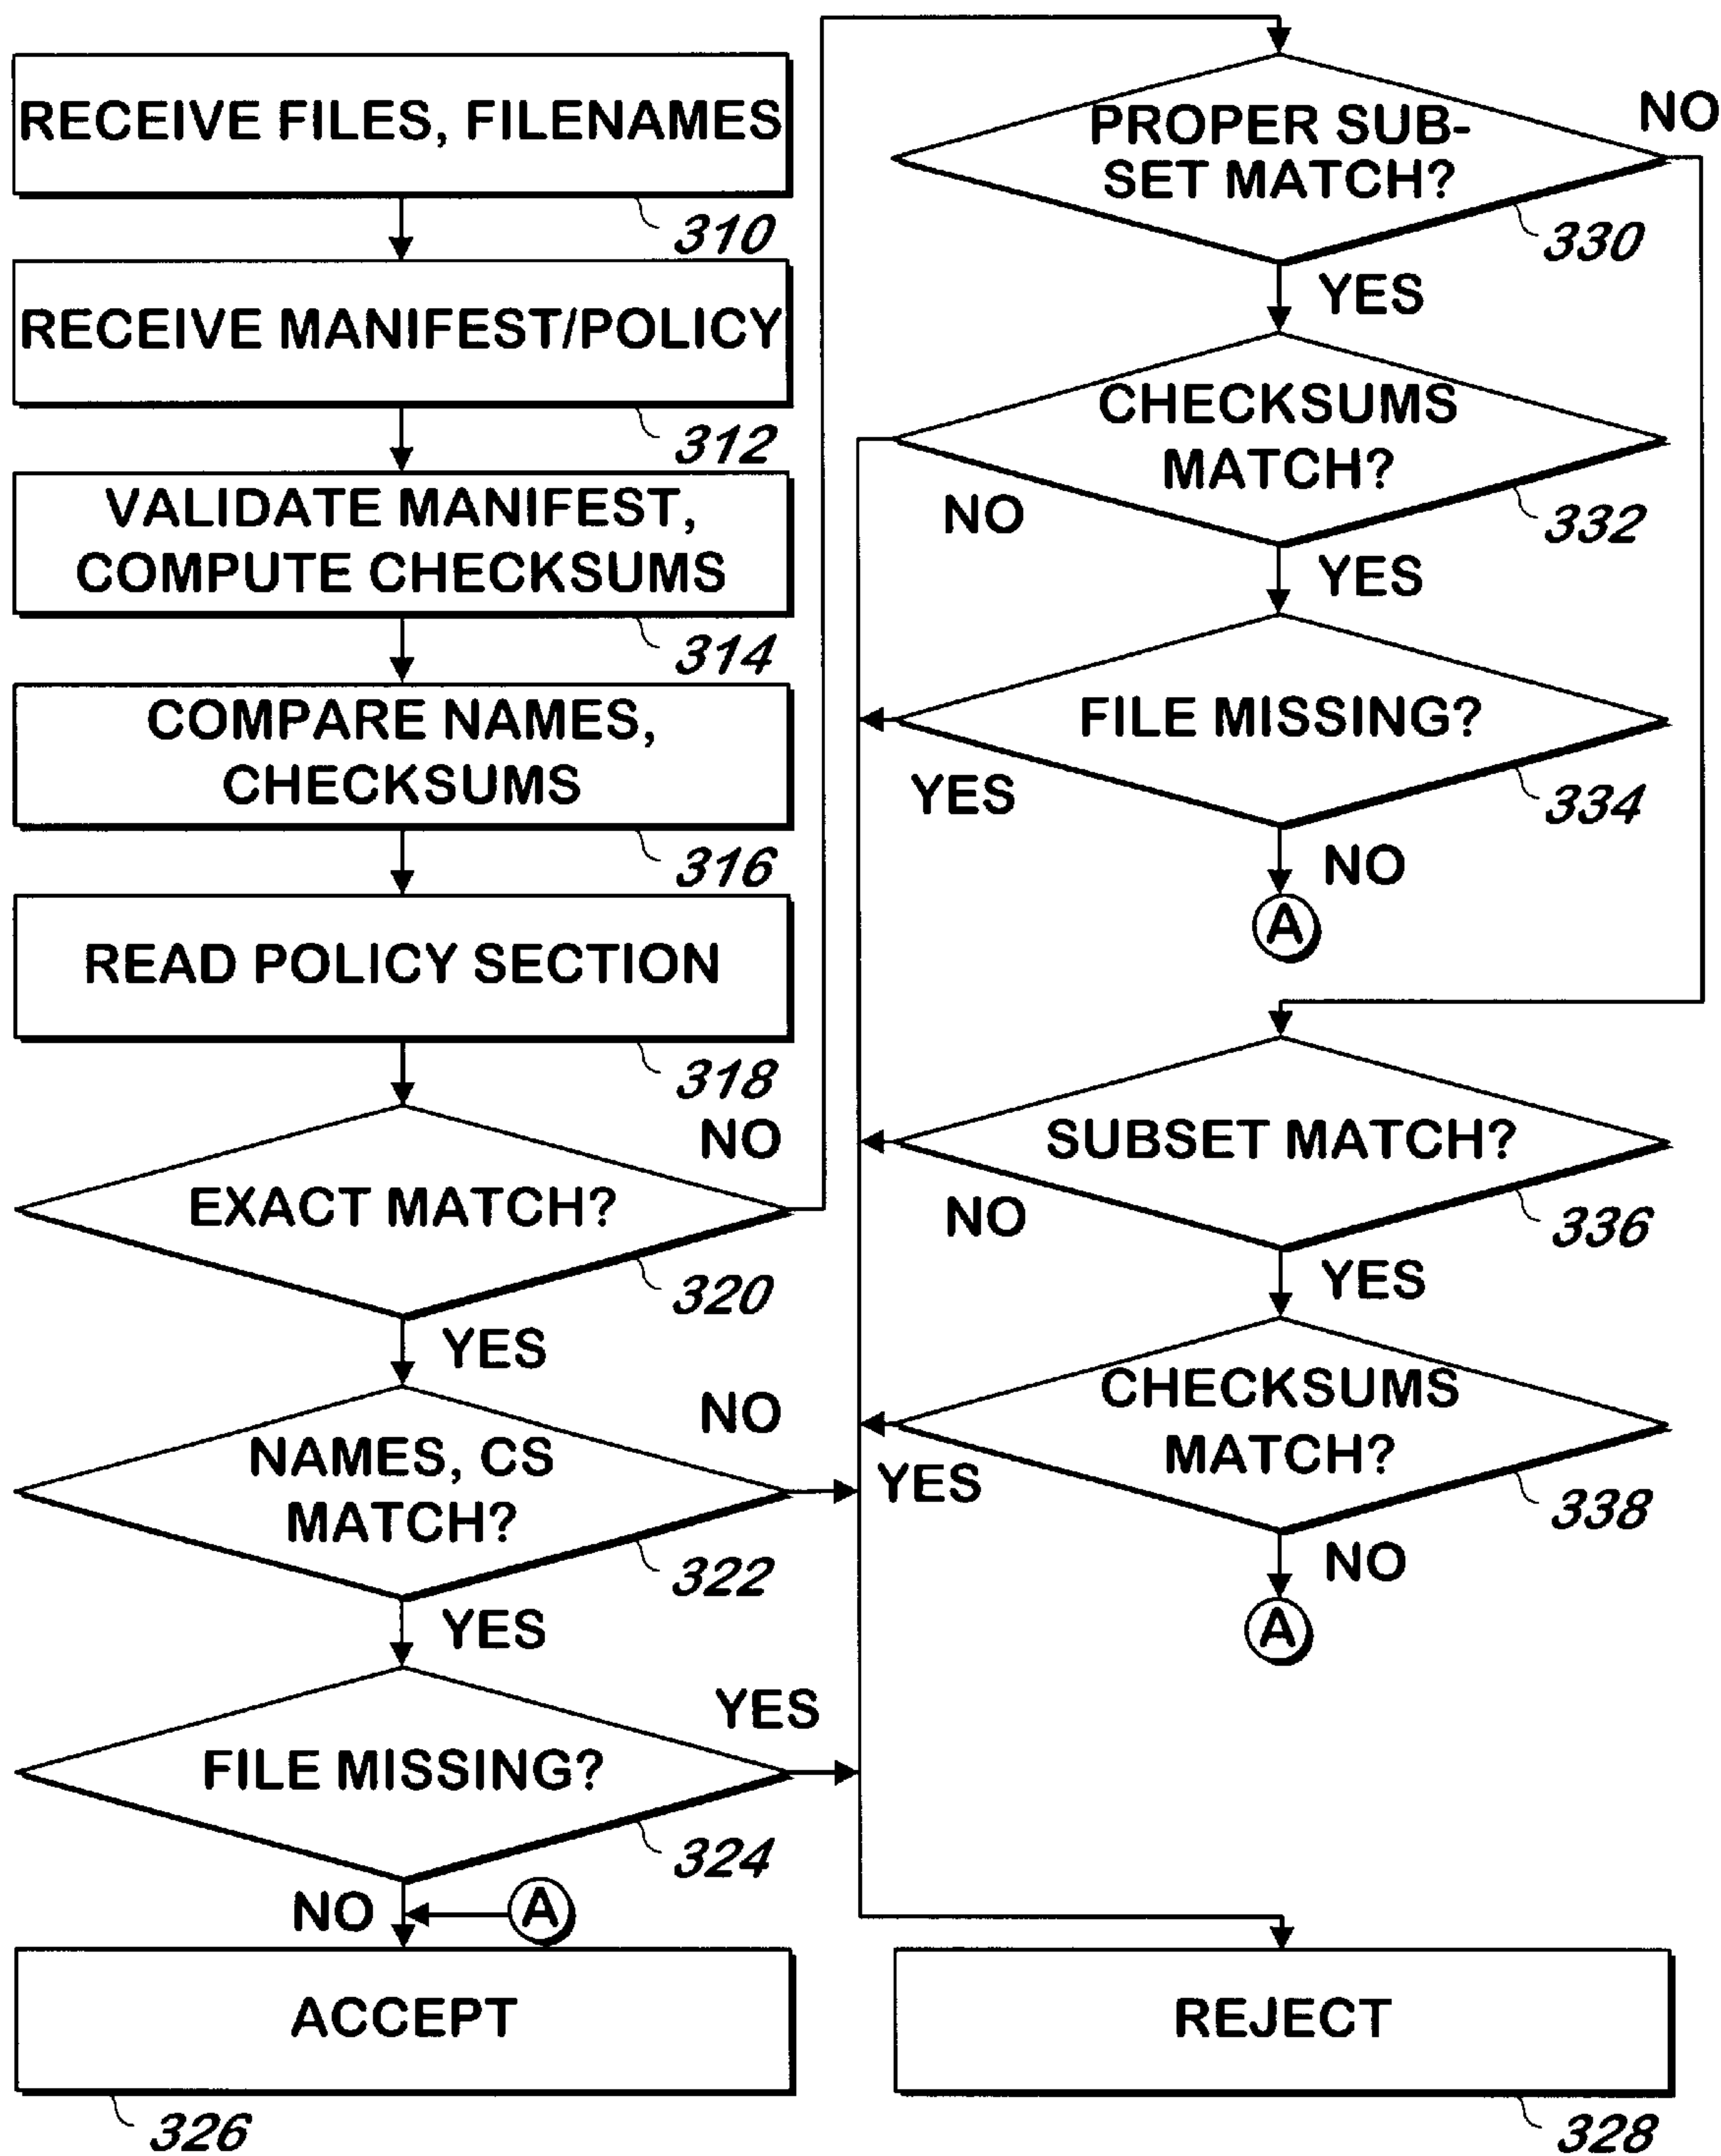 RECEIVE FILES, FILENAMES
310
RECEIVE MANIFEST/POLICY
312
VALIDATE MANIFEST,
COMPUTE CHECKSUMS
314
COMPARE NAMES,
CHECKSUMS
316
READ POLICY SECTION
318
NO
EXACT MATCH?
320
YES
NO
NAMES, CS
MATCH?
322
YES
YES
FILE MISSING?
324
NO
A
ACCEPT
326
PROPER SUB-
SET MATCH?
NO
330
YES
CHECKSUMS
MATCH?
NO
332
YES
FILE MISSING?
YES
334
NO
A
SUBSET MATCH?
NO
336
YES
CHECKSUMS
MATCH?
YES
338
NO
A
REJECT
328